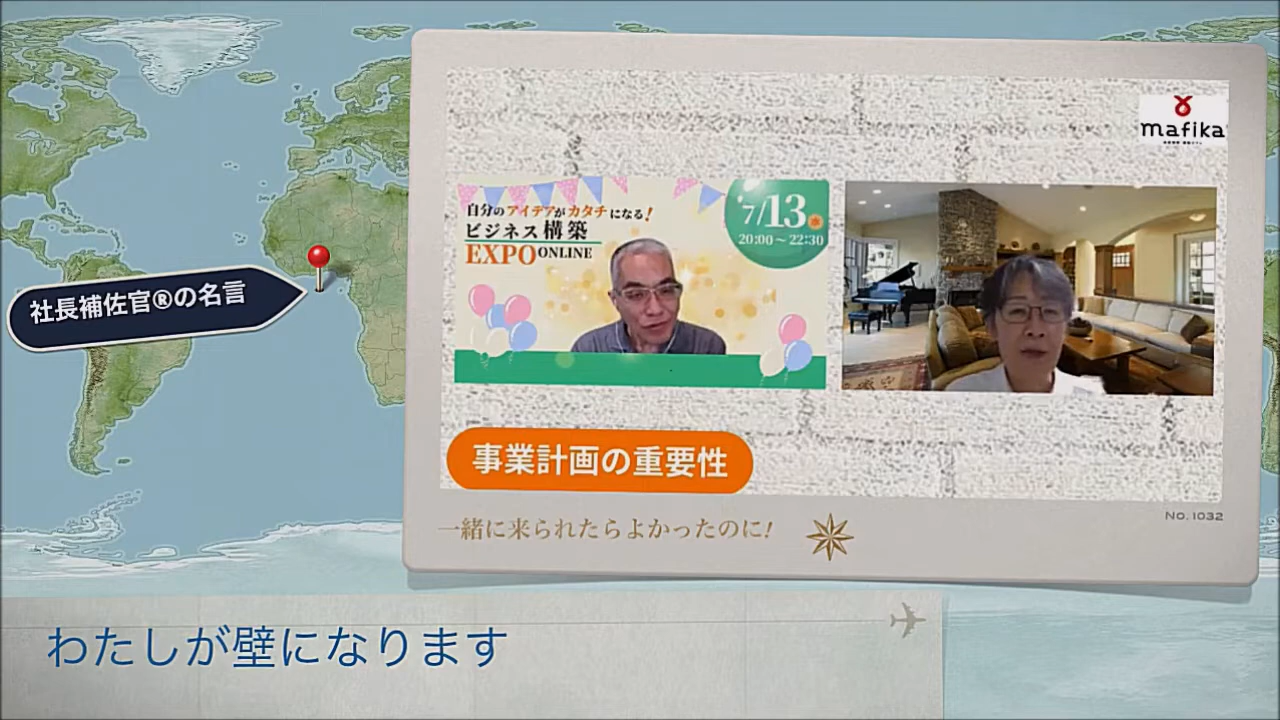 mafika
自分のアイデアがカタチになる!
ビジネス構築
EXPO ONLINE
7/13水
20:00～22:30
社長補佐官®の名言
事業計画の重要性
一緒に来られたらよかったのに!
NO.1032
わたしが壁になります